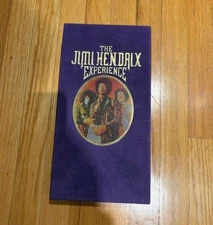 THE
JIMI HENDRIX
EXPERIENCE